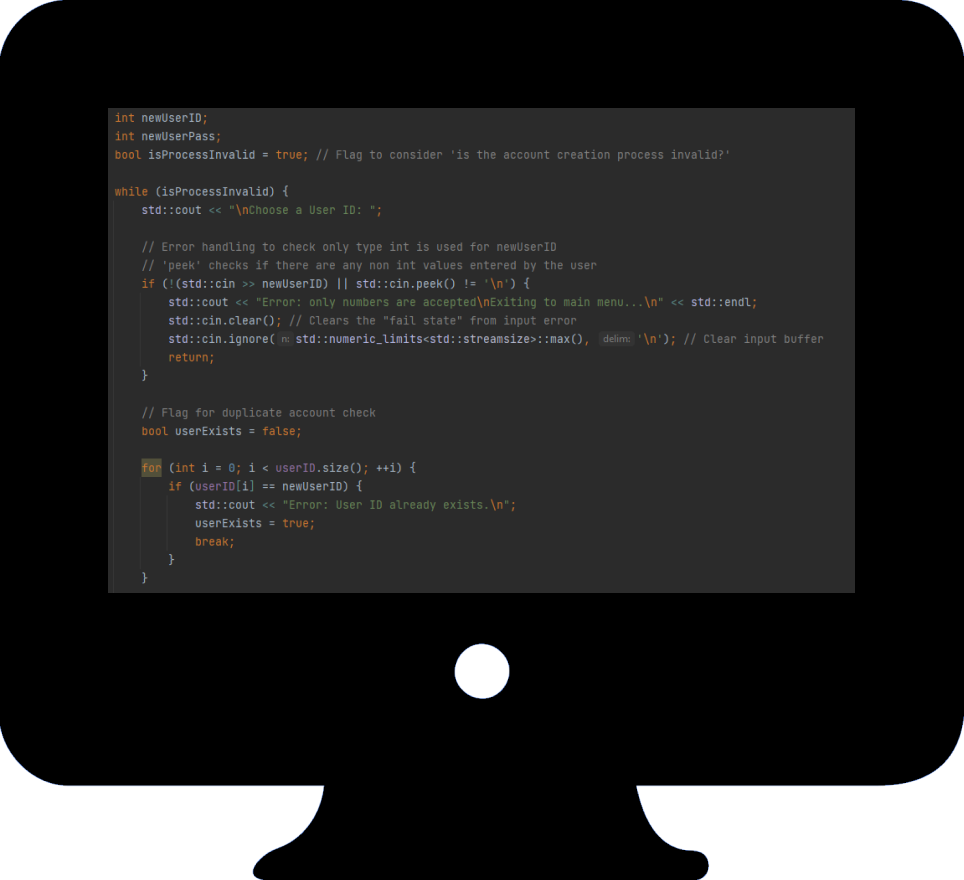 int newUserID;
int newUserPass;
bool isProcessInvalid = true; // Flag to consider 'is the account creation process invalid?'

while (isProcessInvalid) {
    std::cout << "\nChoose a User ID: ";

    // Error handling to check only type int is used for newUserID
    // 'peek' checks if there are any non int values entered by the user
    if (!(std::cin >> newUserID) || std::cin.peek() != '\n') {
        std::cout << "Error: only numbers are accepted\nExiting to main menu...\n" << std::endl;
        std::cin.clear(); // Clears the "fail state" from input error
        std::cin.ignore( n: std::numeric_limits<std::streamsize>::max(), delim: '\n'); // Clear input buffer
        return;
    }

    // Flag for duplicate account check
    bool userExists = false;

    for (int i = 0; i < userID.size(); ++i) {
        if (userID[i] == newUserID) {
            std::cout << "Error: User ID already exists.\n";
            userExists = true;
            break;
        }
    }